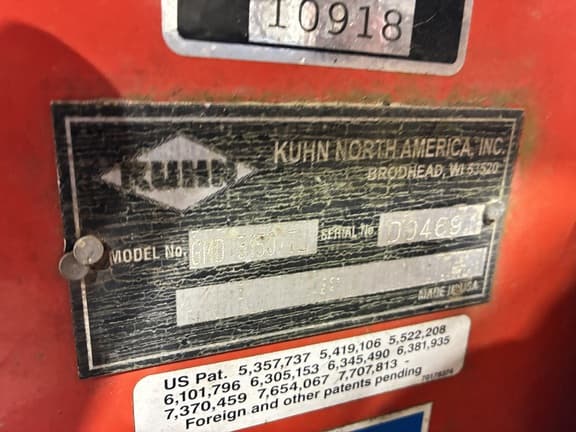 10918
KUHN
KUHN NORTH AMERICA, INC.
BRODHEAD, WI 53520
MODEL No. SERIAL No. D0469
MADE IN USA
US Pat. 5,357,737 5,419,106 5,522,208
6,101,796 6,305,153 6,345,490 6,381,935
7,370,459 7,654,067 7,707,813 -
Foreign and other patents pending